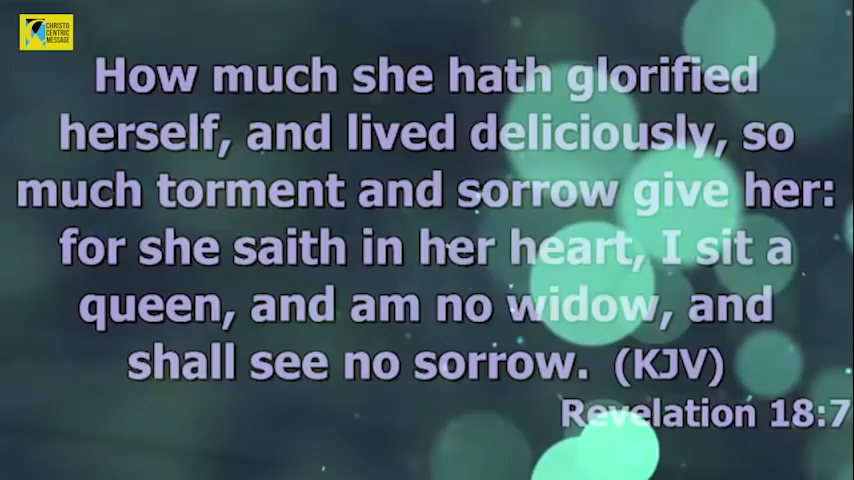 CHRISTO
CENTRIC
MESSAGE
How much she hath glorified
herself, and lived deliciously, so
much torment and sorrow give her:
for she saith in her heart, I sit a
queen, and am no widow, and
shall see no sorrow. (KJV)
Revelation 18:7